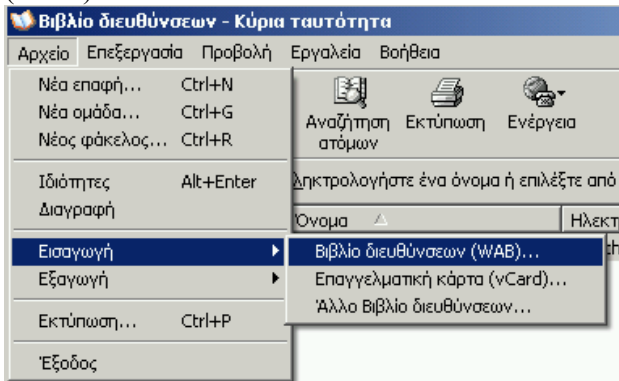 Βιβλίο διευθύνσεων - Κύρια ταυτότητα
Αρχείο Επεξεργασία Προβολή Εργαλεία Βοήθεια
Νέα επαφή... Ctrl+N
Νέα ομάδα... Ctrl+G
Νέος φάκελος... Ctrl+R
Ιδιότητες Alt+Enter
Διαγραφή
Εισαγωγή
Εξαγωγή
Εκτύπωση... Ctrl+P
Έξοδος
Αναζήτηση ατόμων
Εκτύπωση
Ενέργεια
ληκτρολογήστε ένα όνομα ή επιλέξτε από
Όνομα
Ηλεκτ
Βιβλίο διευθύνσεων (WAB)...
Επαγγελματική κάρτα (vCard)...
Άλλο Βιβλίο διευθύνσεων...